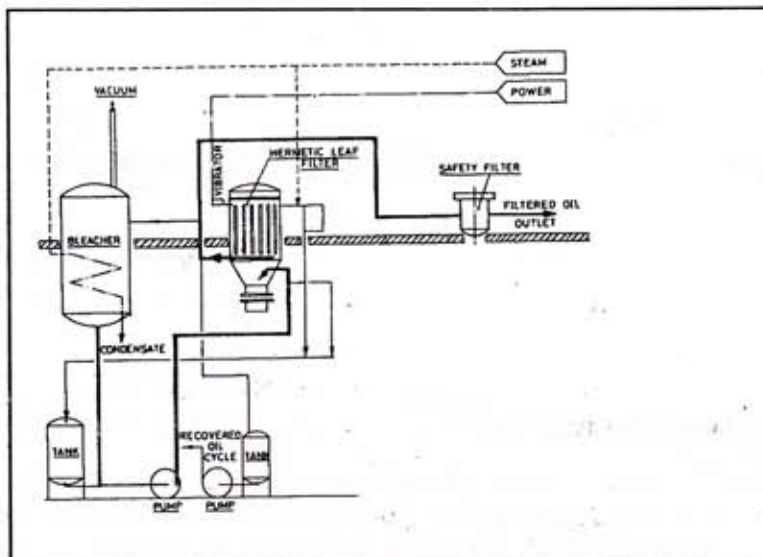 STEAM
POWER
VACUUM
VIBRATOR
HERMETIC LEAF
FILTER
SAFETY FILTER
FILTERED OIL
OUTLET
BLEACHER
CONDENSATE
TANK
RECOVERED
OIL
CYCLE
TANK
PUMP
PUMP